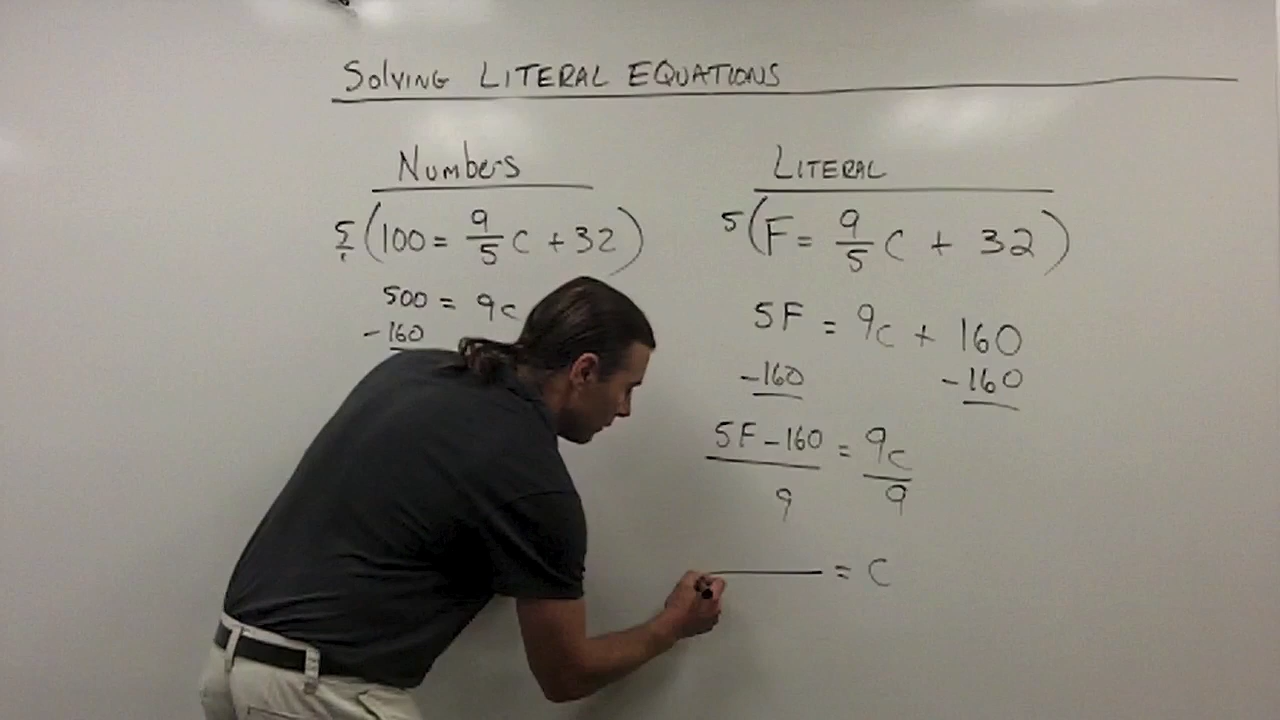 SOLVING LITERAL EQUATIONS
Numbers
5/1 (100 = 9/5 C + 32)
500 = 9c
-160
LITERAL
5 (F = 9/5 C + 32)
5F = 9c + 160
-160 -160
5F - 160 = 9c
9 9
= C